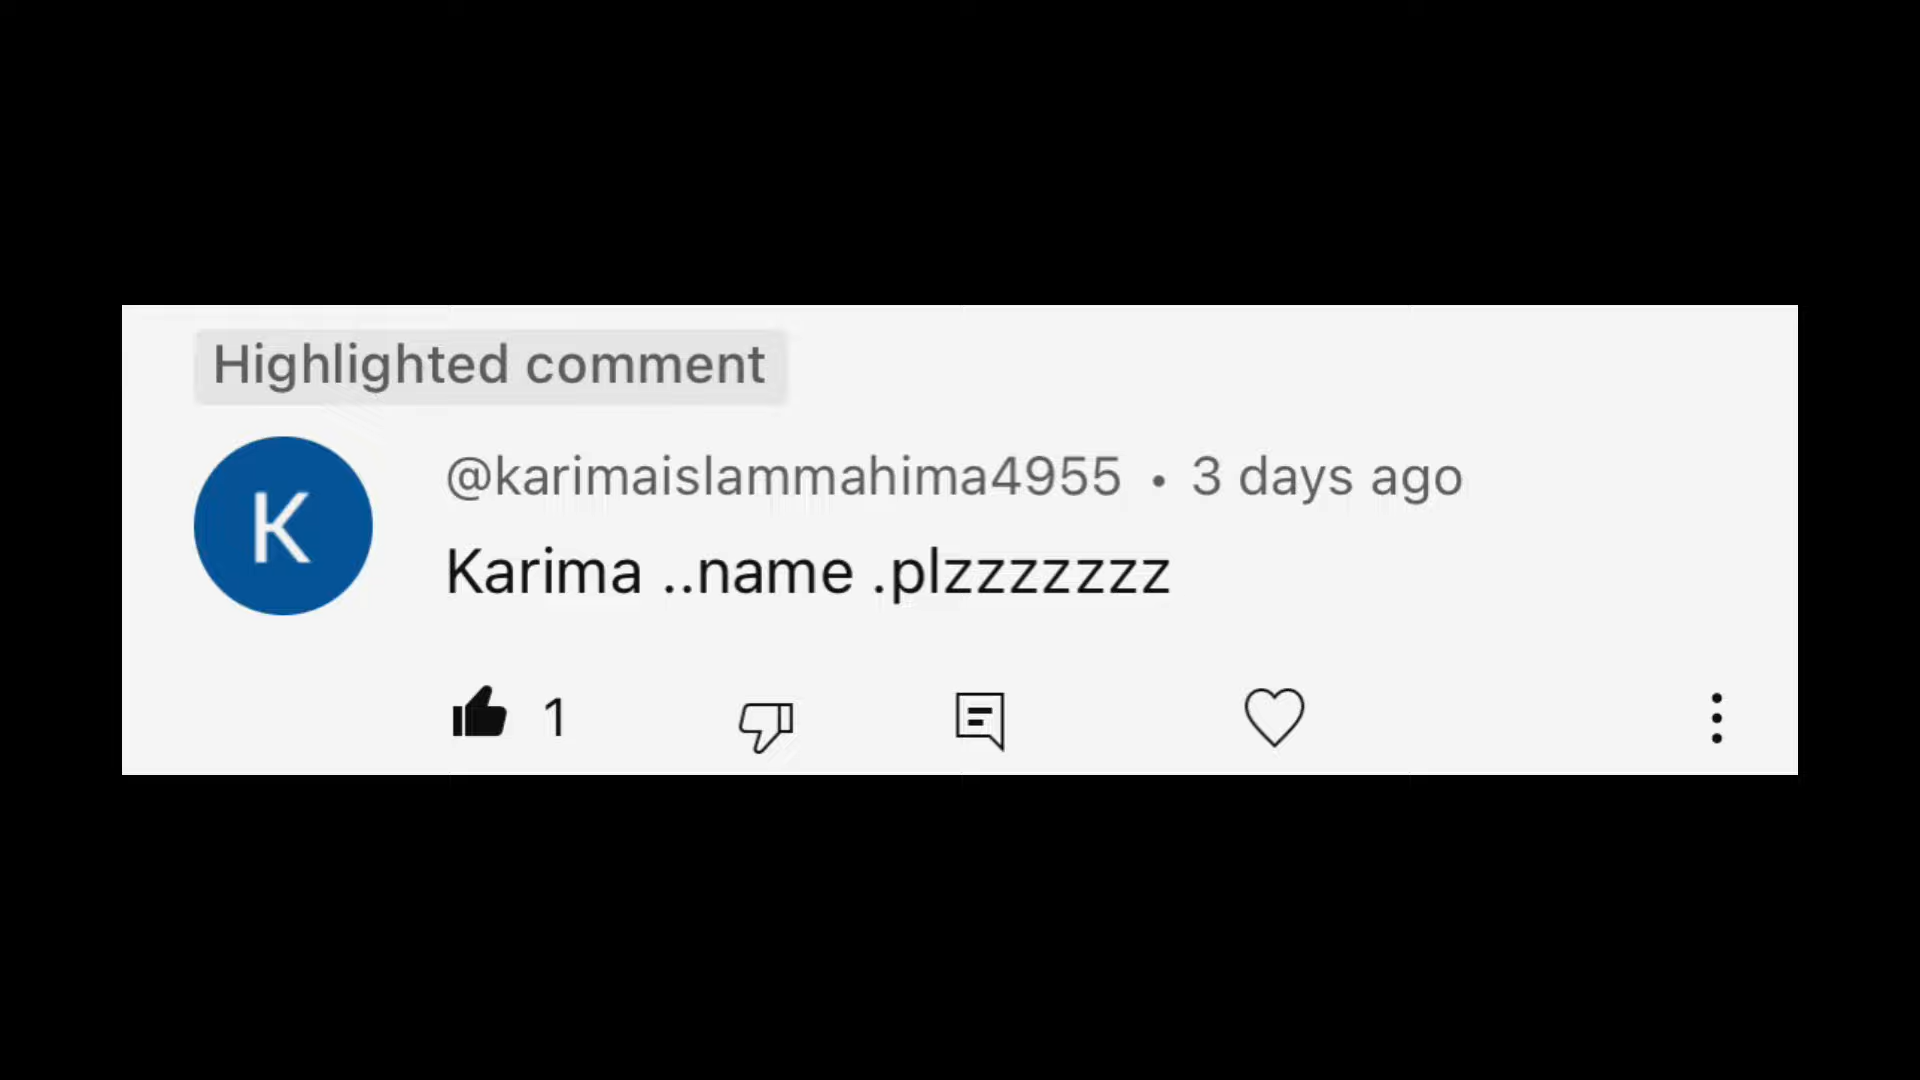 Highlighted comment
K
@karimaislammahima4955 • 3 days ago
Karima ..name .plzzzzzzz
1